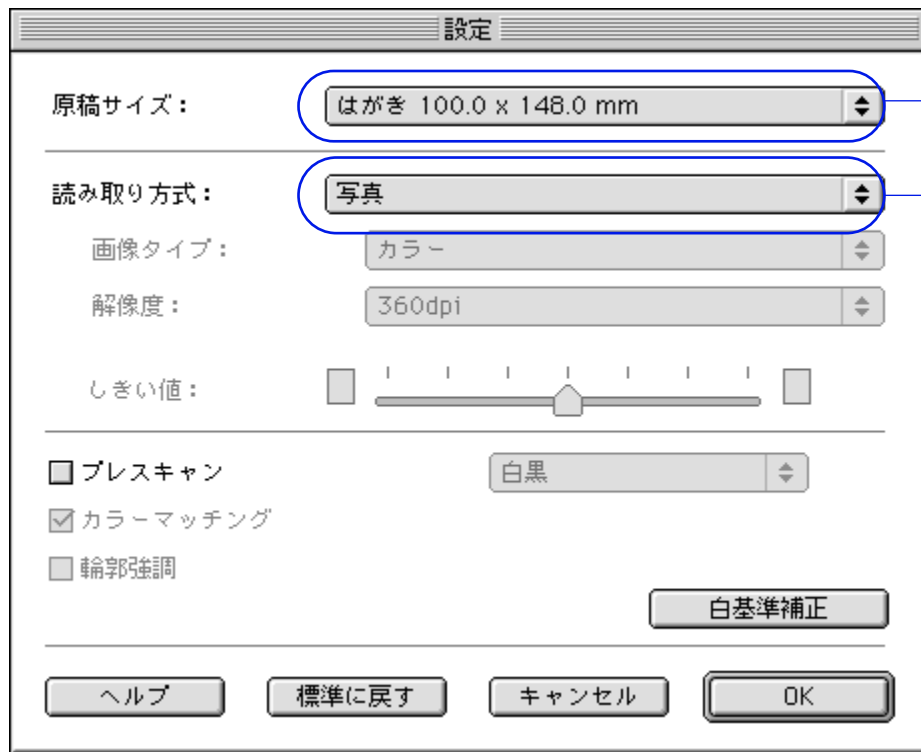 設定
原稿サイズ： はがき 100.0 x 148.0 mm
読み取り方式： 写真
画像タイプ： カラー
解像度： 360dpi
しきい値：
プレスキャン 白黒
カラーマッチング
輪郭強調
白基準補正
ヘルプ 標準に戻す キャンセル OK